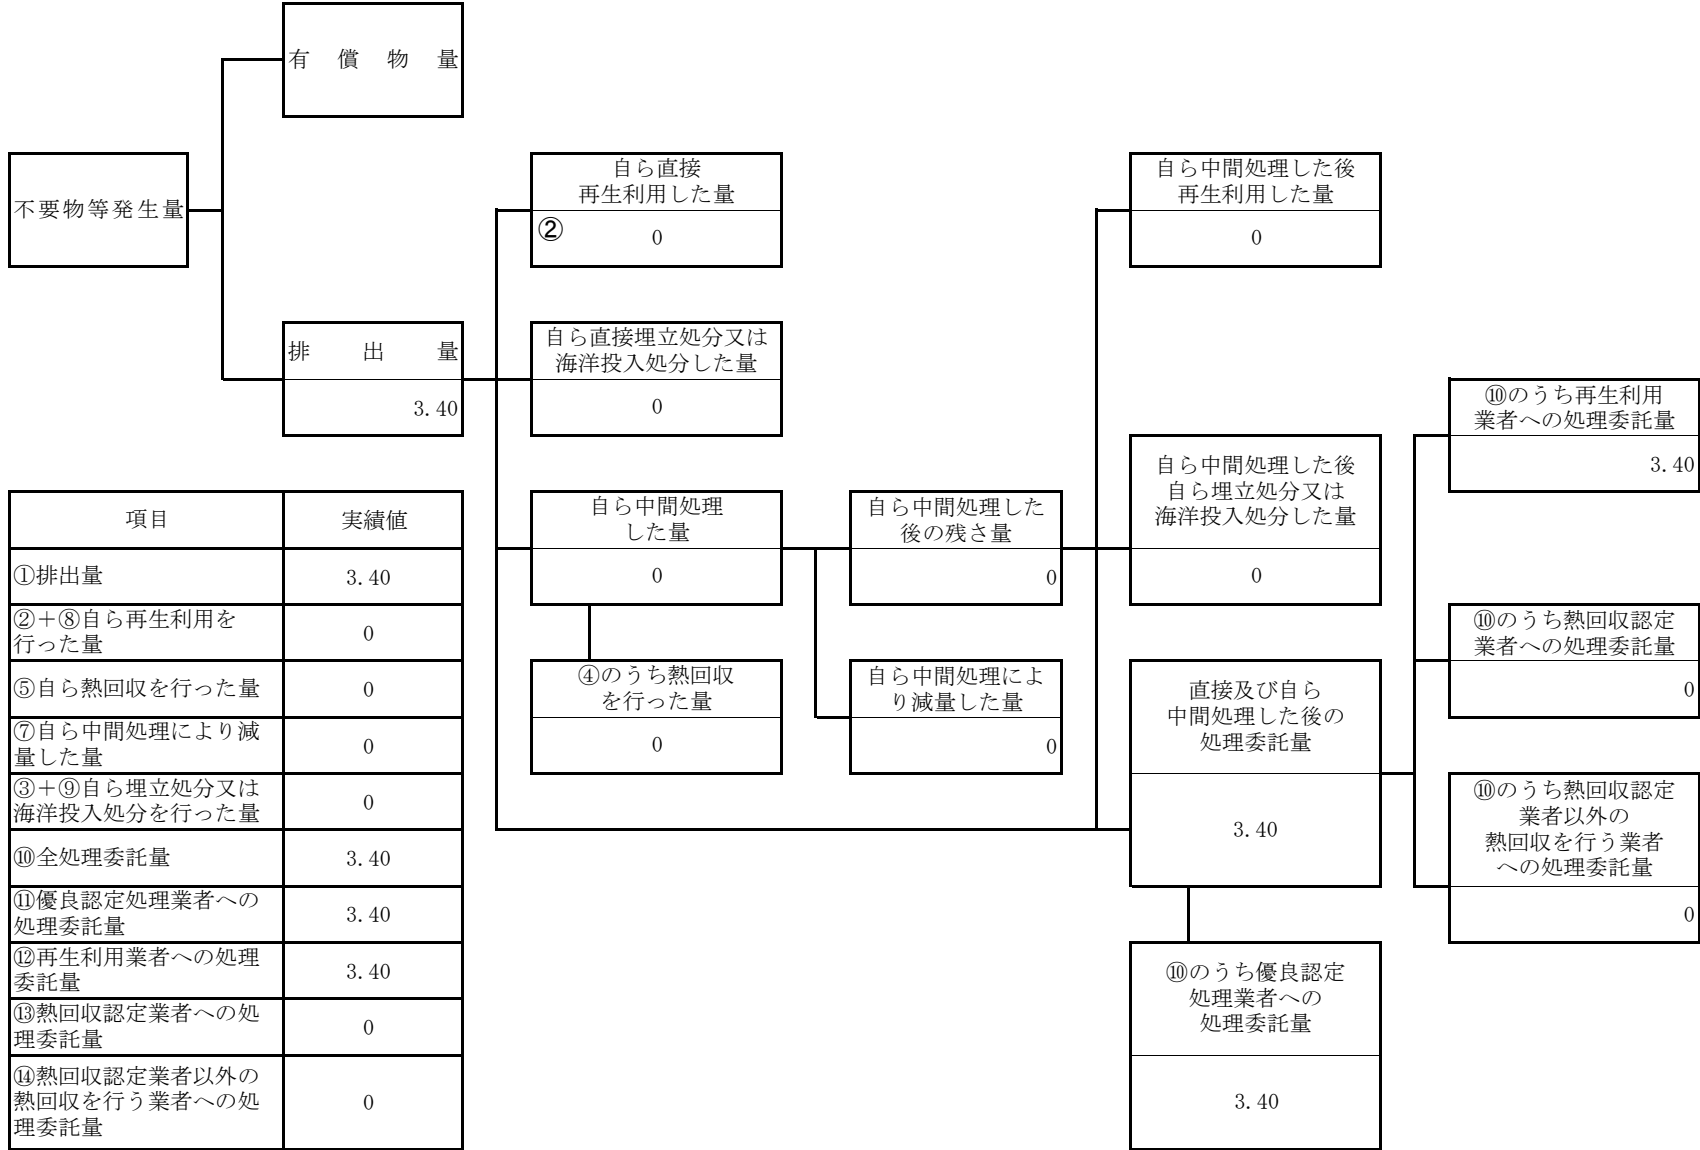 有償物量
不要物等発生量
自ら直接
再生利用した量
②
0
自ら中間処理した後
再生利用した量
0
排出量
3.40
自ら直接埋立処分又は
海洋投入処分した量
0
⑩のうち再生利用
業者への処理委託量
3.40
自ら中間処理した後
自ら埋立処分又は
海洋投入処分した量
0
自ら中間処理
した量
0
自ら中間処理した
後の残さ量
0
④のうち熱回収
を行った量
0
自ら中間処理によ
り減量した量
0
直接及び自ら
中間処理した後の
処理委託量
3.40
⑩のうち熱回収認定
業者への処理委託量
0
⑩のうち熱回収認定
業者以外の
熱回収を行う業者
への処理委託量
0
⑩のうち優良認定
処理業者への
処理委託量
3.40
項目 実績値
①排出量 3.40
②＋⑧自ら再生利用を
行った量 0
⑤自ら熱回収を行った量 0
⑦自ら中間処理により減
量した量 0
③＋⑨自ら埋立処分又は
海洋投入処分を行った量 0
⑩全処理委託量 3.40
⑪優良認定処理業者への
処理委託量 3.40
⑫再生利用業者への処理
委託量 3.40
⑬熱回収認定業者への処
理委託量 0
⑭熱回収認定業者以外の
熱回収を行う業者への処
理委託量 0